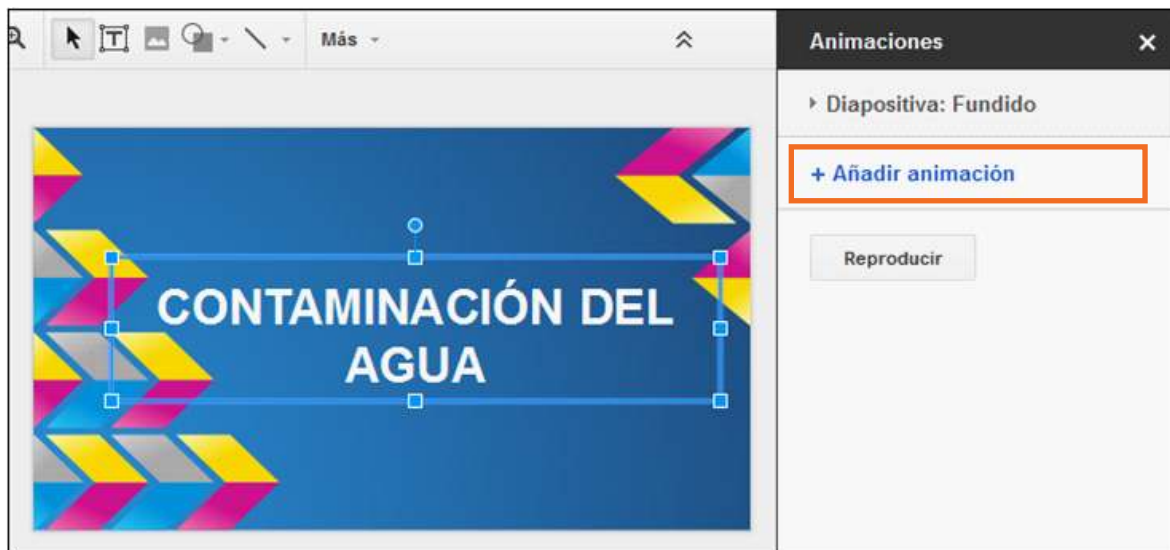 Más
Animaciones
Diapositiva: Fundido
+ Añadir animación
Reproducir
CONTAMINACIÓN DEL
AGUA